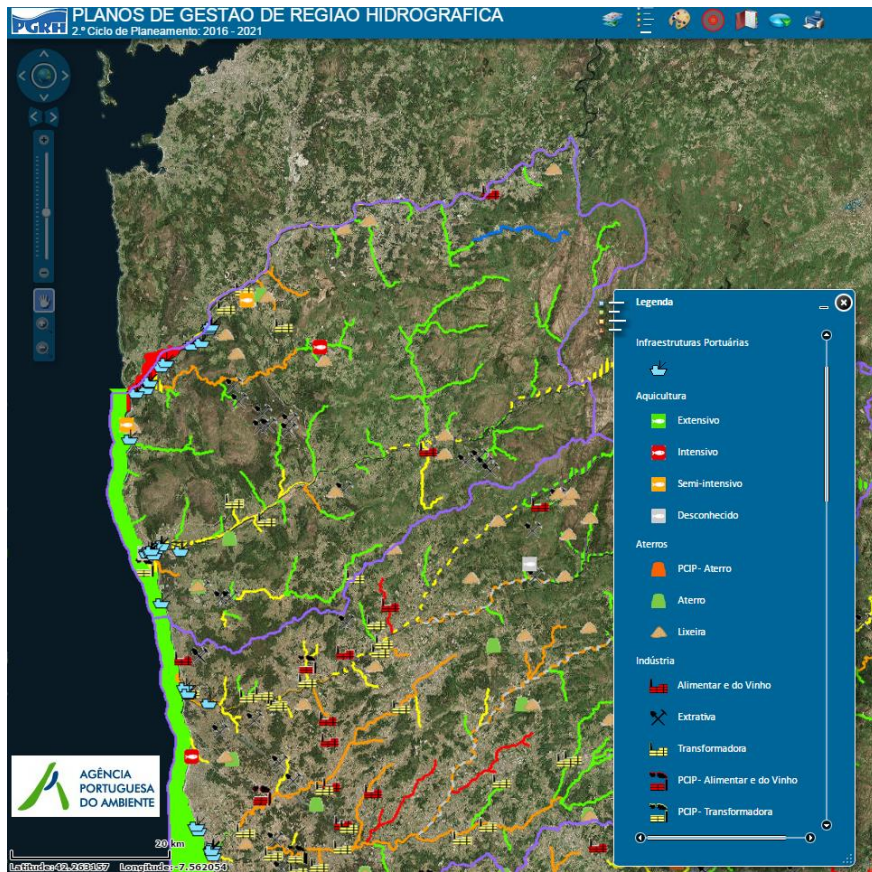 PGRH
PLANOS DE GESTÃO DE REGIÃO HIDROGRÁFICA
2.º Ciclo de Planeamento: 2016 - 2021
Legenda
Infraestruturas Portuárias
Aquicultura
Extensivo
Intensivo
Semi-intensivo
Desconhecido
Aterros
PCIP- Aterro
Aterro
Lixeira
Indústria
Alimentar e do Vinho
Extrativa
Transformadora
PCIP- Alimentar e do Vinho
PCIP- Transformadora
AGÊNCIA
PORTUGUESA
DO AMBIENTE
20 km
Latitude: 42.263157 Longitude: -7.562054